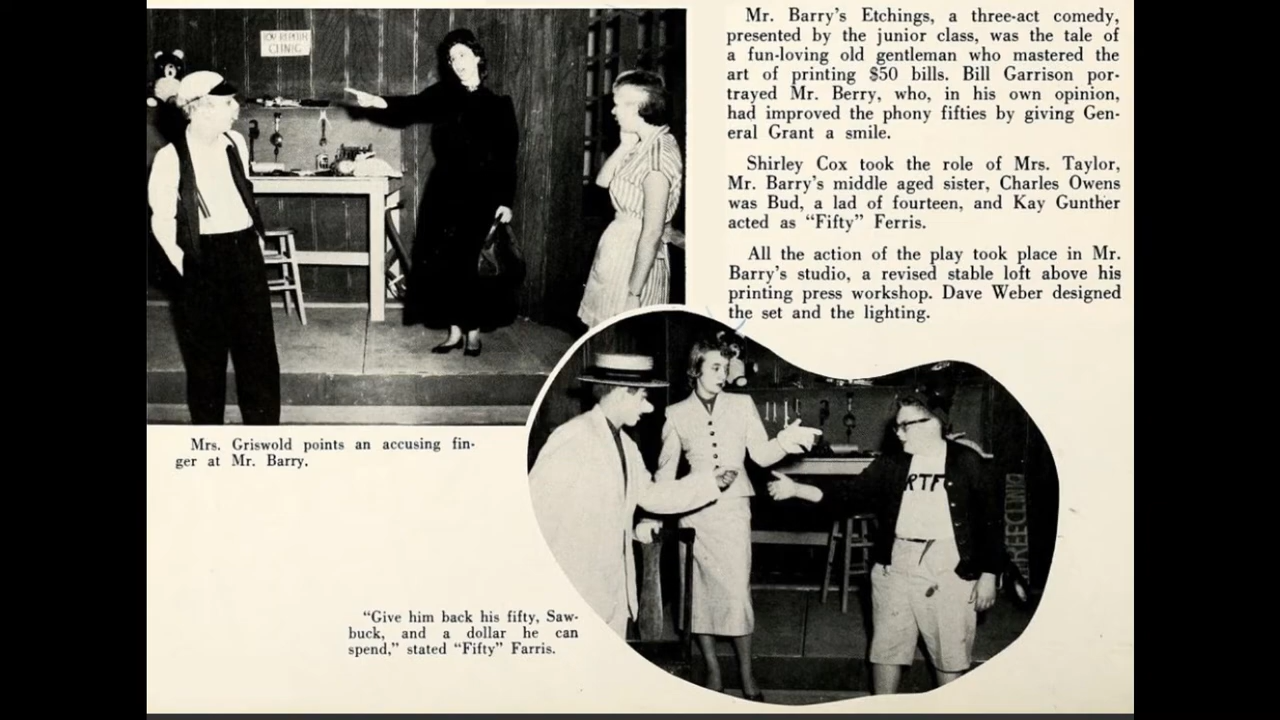 Mr. Barry's Etchings, a three-act comedy,
presented by the junior class, was the tale of
a fun-loving old gentleman who mastered the
art of printing $50 bills. Bill Garrison por-
trayed Mr. Berry, who, in his own opinion,
had improved the phony fifties by giving Gen-
eral Grant a smile.
Shirley Cox took the role of Mrs. Taylor,
Mr. Barry's middle aged sister, Charles Owens
was Bud, a lad of fourteen, and Kay Gunther
acted as "Fifty" Ferris.
All the action of the play took place in Mr.
Barry's studio, a revised stable loft above his
printing press workshop. Dave Weber designed
the set and the lighting.
CLINIC
Mrs. Griswold points an accusing fin-
ger at Mr. Barry.
RTF
"Give him back his fifty, Saw-
buck, and a dollar he can
spend," stated "Fifty" Farris.